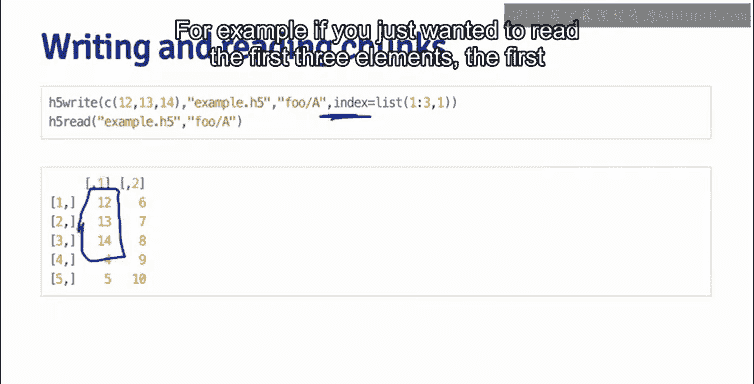 For example if you just wanted to read
the first three elements, the first
Writing and reading chunks
h5write(c(12,13,14),"example.h5","foo/A",index=list(1:3,1))
h5read("example.h5","foo/A")
[,1] [,2]
[1,] 12 6
[2,] 13 7
[3,] 14 8
[4,] 4 9
[5,] 5 10